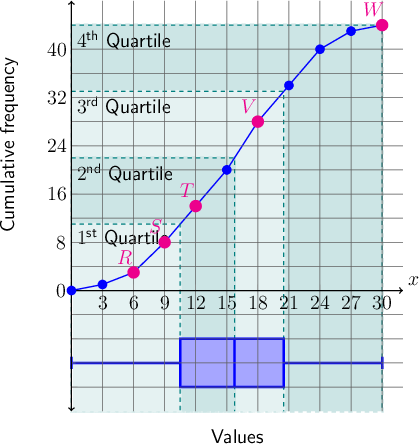 W
4th Quartile
40
32
3rd Quartile
V
24
2nd Quartile
T
16
S
1st Quartile
8
R
0
x
3 6 9 12 15 18 21 24 27 30
Cumulative frequency
Values